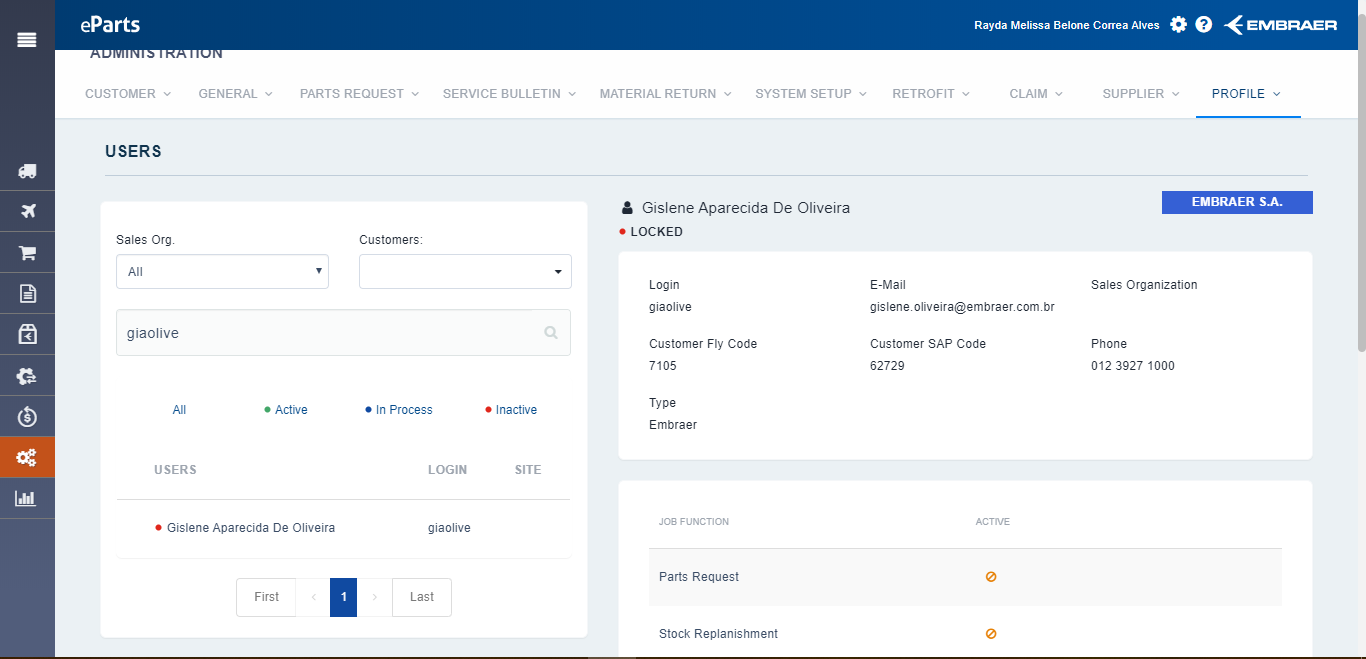 eParts
Rayda Melissa Belone Correa Alves
EMBRAER
ADMINISTRATION
CUSTOMER GENERAL PARTS REQUEST SERVICE BULLETIN MATERIAL RETURN SYSTEM SETUP RETROFIT CLAIM SUPPLIER PROFILE
USERS
Sales Org.
Customers:
All
giaolive
All Active In Process Inactive
USERS LOGIN SITE
Gislene Aparecida De Oliveira giaolive
First 1 Last
Gislene Aparecida De Oliveira
EMBRAER S.A.
LOCKED
Login E-Mail Sales Organization
giaolive gislene.oliveira@embraer.com.br
Customer Fly Code Customer SAP Code Phone
7105 62729 012 3927 1000
Type
Embraer
JOB FUNCTION ACTIVE
Parts Request
Stock Replanishment